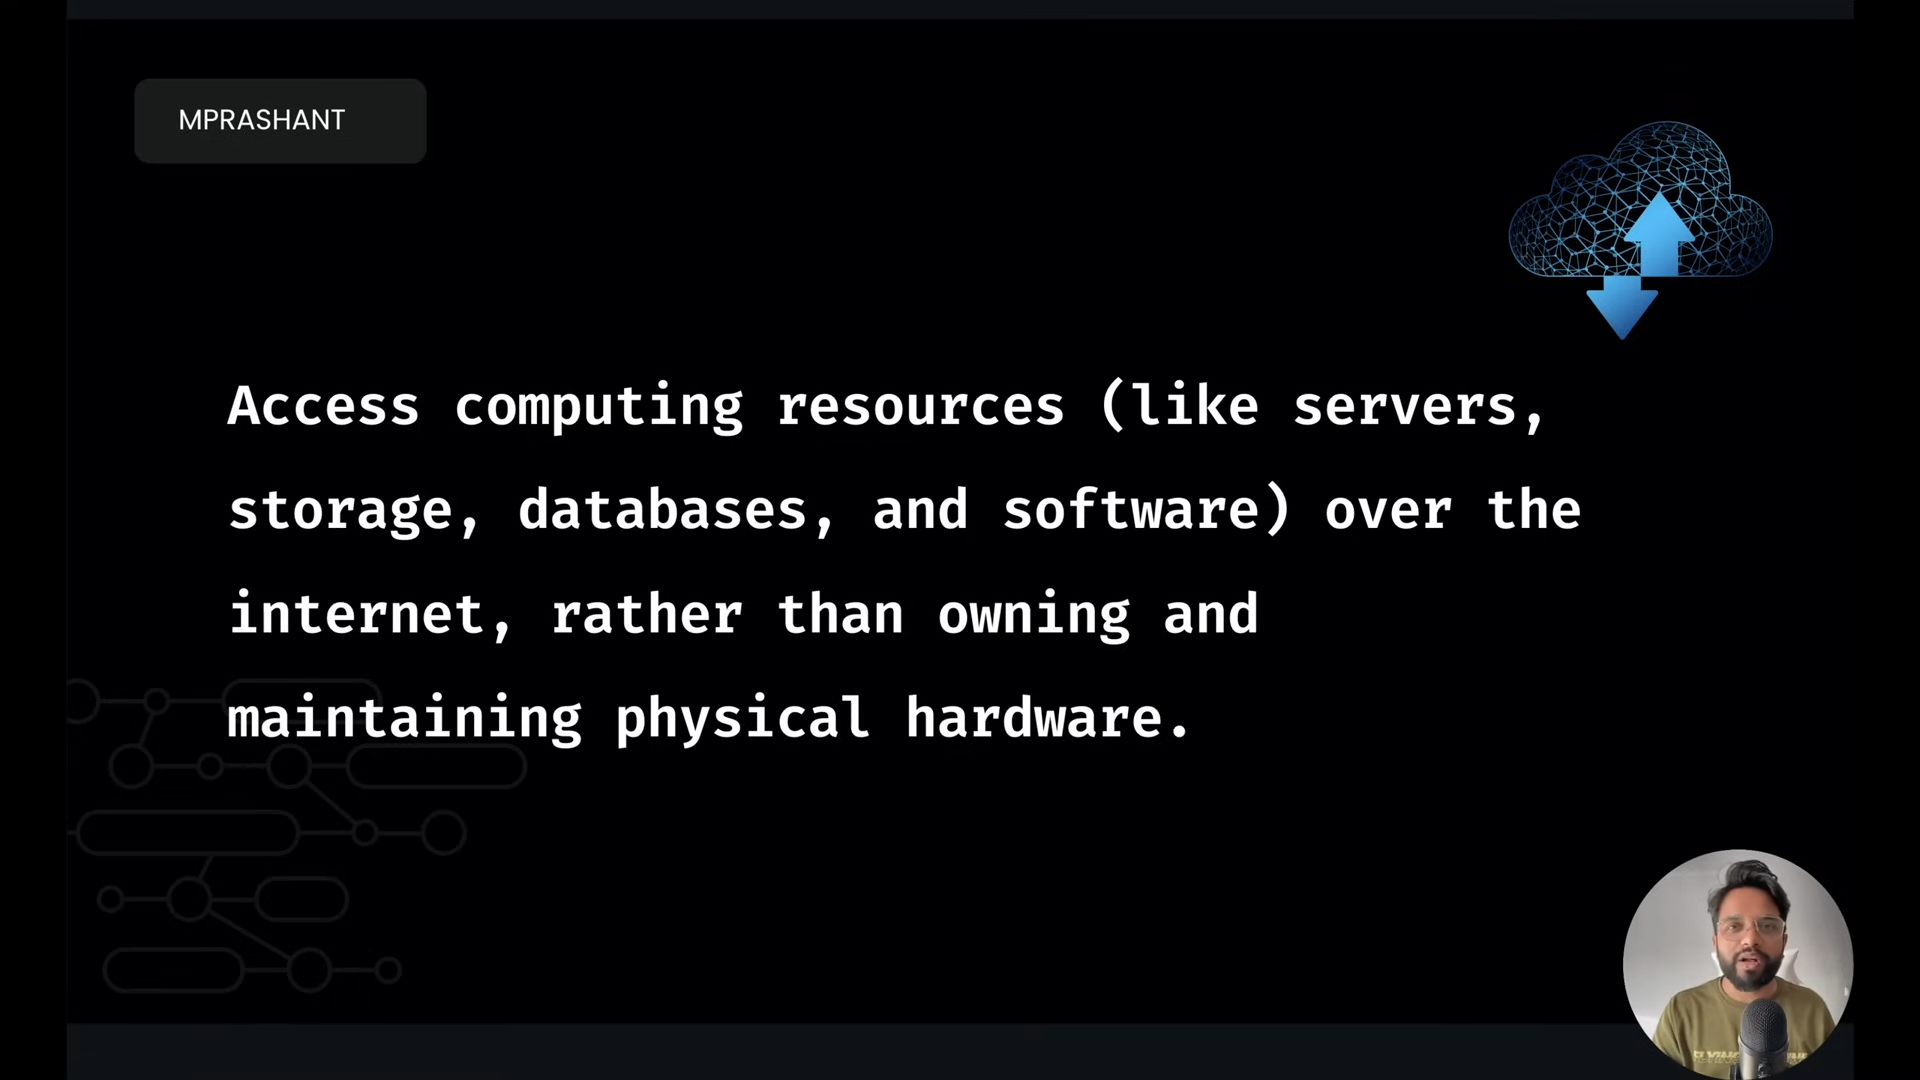 MPRASHANT
Access computing resources (like servers,
storage, databases, and software) over the
internet, rather than owning and
maintaining physical hardware.